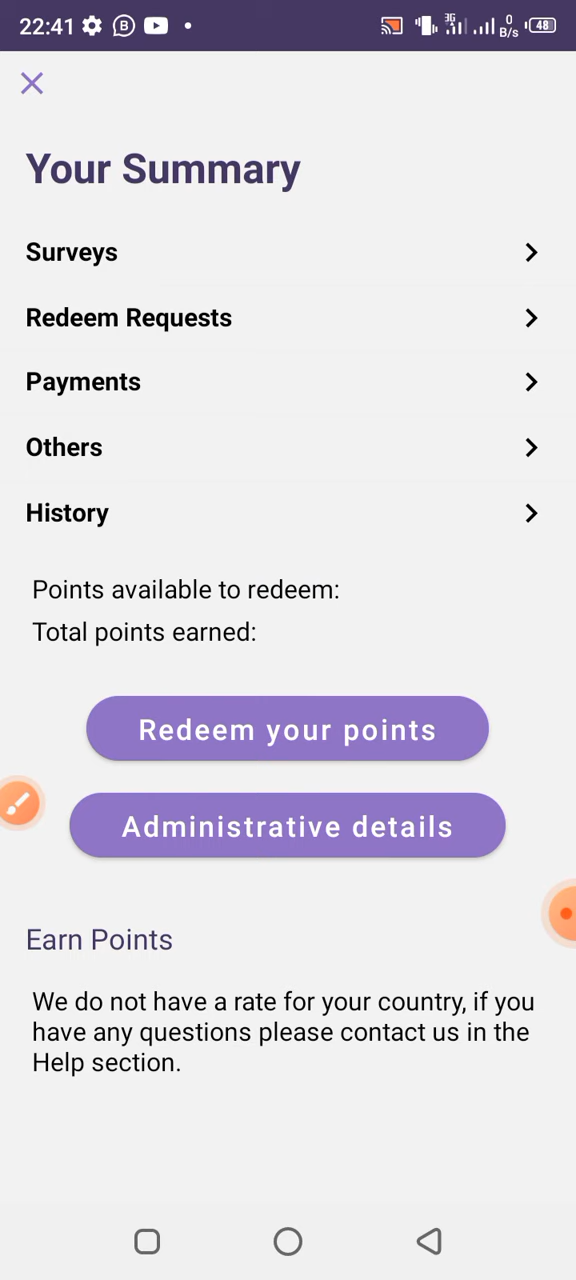 22:41 B 3G 0 B/s 48
Your Summary
Surveys
Redeem Requests
Payments
Others
History
Points available to redeem:
Total points earned:
Redeem your points
Administrative details
Earn Points
We do not have a rate for your country, if you
have any questions please contact us in the
Help section.